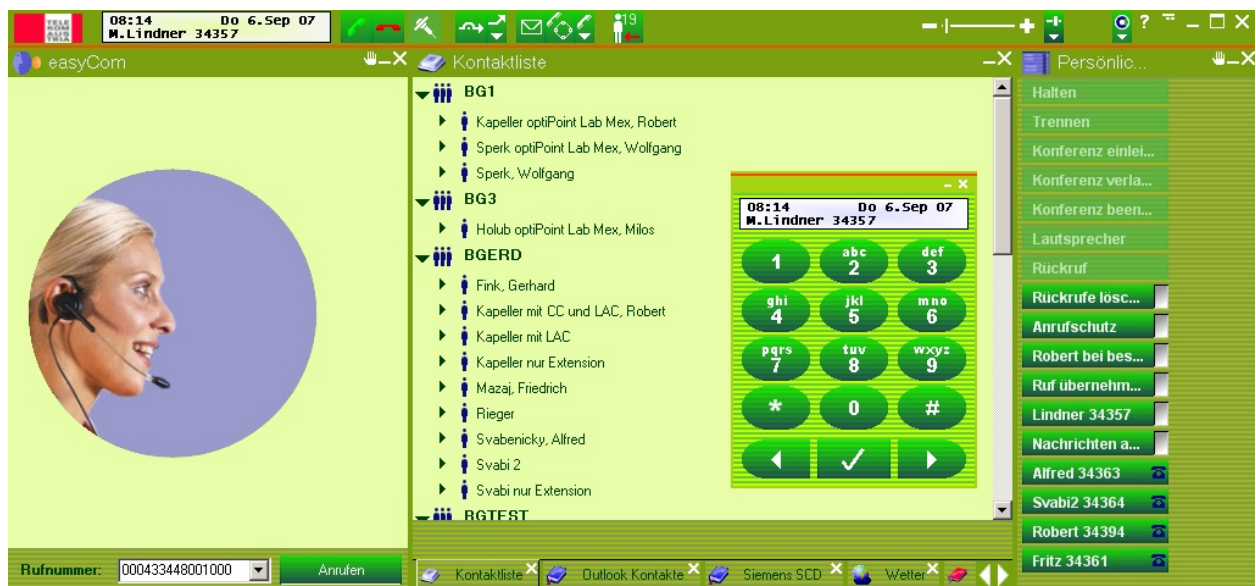 TELE
KOM
AUS
TRIA
08:14 Do 6.Sep 07
M.Lindner 34357
19
?
easyCom
Kontaktliste
Persönlic...
BG1
Kapeller optiPoint Lab Mex, Robert
Sperk optiPoint Lab Mex, Wolfgang
Sperk, Wolfgang
BG3
Holub optiPoint Lab Mex, Milos
BGERD
Fink, Gerhard
Kapeller mit CC und LAC, Robert
Kapeller mit LAC
Kapeller nur Extension
Mazaj, Friedrich
Rieger
Svabenicky, Alfred
Svabi 2
Svabi nur Extension
BGTEST
08:14 Do 6.Sep 07
M.Lindner 34357
1 abc 2 def 3
ghi 4 jkl 5 mno 6
pqrs 7 tuv 8 wxyz 9
* 0 #
Halten
Trennen
Konferenz einlei...
Konferenz verla...
Konferenz been...
Lautsprecher
Rückruf
Rückrufe lösc...
Anrufschutz
Robert bei bes...
Ruf übernehm...
Lindner 34357
Nachrichten a...
Alfred 34363
Svabi2 34364
Robert 34394
Fritz 34361
Rufnummer: 000433448001000 Anrufen
Kontaktliste Outlook Kontakte Siemens SCD Wetter